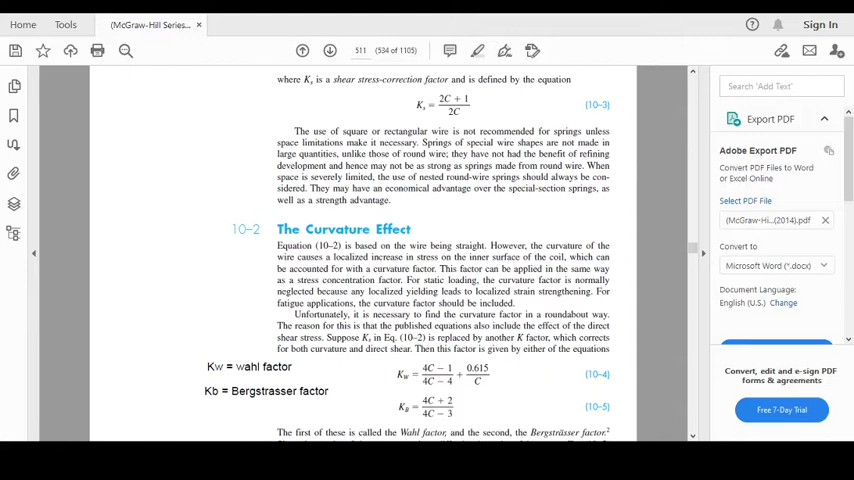 Home Tools (McGraw-Hill Series... × Sign In
511 (534 of 1105)
where Ks is a shear stress-correction factor and is defined by the equation
Ks = 2C + 1 / 2C (10–3)
The use of square or rectangular wire is not recommended for springs unless
space limitations make it necessary. Springs of special wire shapes are not made in
large quantities, unlike those of round wire; they have not had the benefit of refining
development and hence may not be as strong as springs made from round wire. When
space is severely limited, the use of nested round-wire springs should always be con-
sidered. They may have an economical advantage over the special-section springs, as
well as a strength advantage.
10–2 The Curvature Effect
Equation (10–2) is based on the wire being straight. However, the curvature of the
wire causes a localized increase in stress on the inner surface of the coil, which can
be accounted for with a curvature factor. This factor can be applied in the same way
as a stress concentration factor. For static loading, the curvature factor is normally
neglected because any localized yielding leads to localized strain strengthening. For
fatigue applications, the curvature factor should be included.
Unfortunately, it is necessary to find the curvature factor in a roundabout way.
The reason for this is that the published equations also include the effect of the direct
shear stress. Suppose Ks in Eq. (10–2) is replaced by another K factor, which corrects
for both curvature and direct shear. Then this factor is given by either of the equations
Kw = wahl factor
KW = 4C − 1 / 4C − 4 + 0.615 / C (10–4)
Kb = Bergstrasser factor
KB = 4C + 2 / 4C − 3 (10–5)
The first of these is called the Wahl factor, and the second, the Bergsträsser factor.2
Search 'Add Text'
Export PDF
Adobe Export PDF
Convert PDF Files to Word
or Excel Online
Select PDF File
(McGraw-Hi...(2014).pdf ×
Convert to
Microsoft Word (*.docx)
Document Language:
English (U.S.) Change
Convert, edit and e-sign PDF
forms & agreements
Free 7-Day Trial